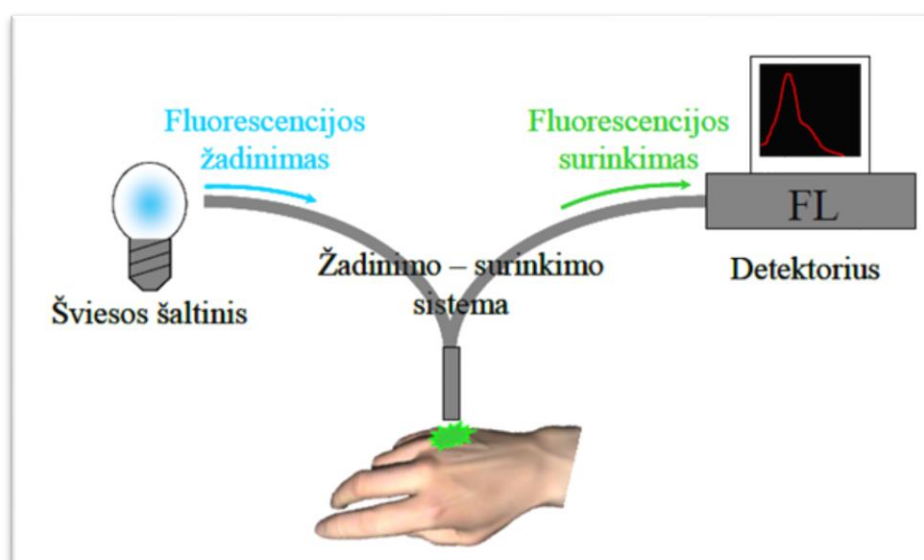 Fluorescencijos
žadinimas
Fluorescencijos
surinkimas
FL
Žadinimo – surinkimo
sistema
Detektorius
Šviesos šaltinis